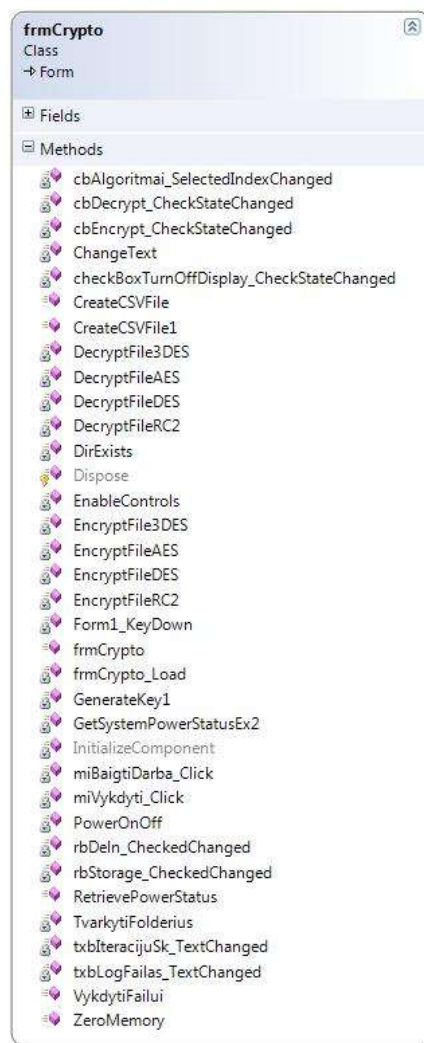 frmCrypto
Class
Form
Fields
Methods
cbAlgoritmai_SelectedIndexChanged
cbDecrypt_CheckStateChanged
cbEncrypt_CheckStateChanged
ChangeText
checkBoxTurnOffDisplay_CheckStateChanged
CreateCSVFile
CreateCSVFile1
DecryptFile3DES
DecryptFileAES
DecryptFileDES
DecryptFileRC2
DirExists
Dispose
EnableControls
EncryptFile3DES
EncryptFileAES
EncryptFileDES
EncryptFileRC2
Form1_KeyDown
frmCrypto
frmCrypto_Load
GenerateKey1
GetSystemPowerStatusEx2
InitializeComponent
miBaigtiDarba_Click
miVykdyti_Click
PowerOnOff
rbDeIn_CheckedChanged
rbStorage_CheckedChanged
RetrievePowerStatus
TvarkytiFolderius
txbIteracijuSk_TextChanged
txbLogFailas_TextChanged
VykdytiFailui
ZeroMemory